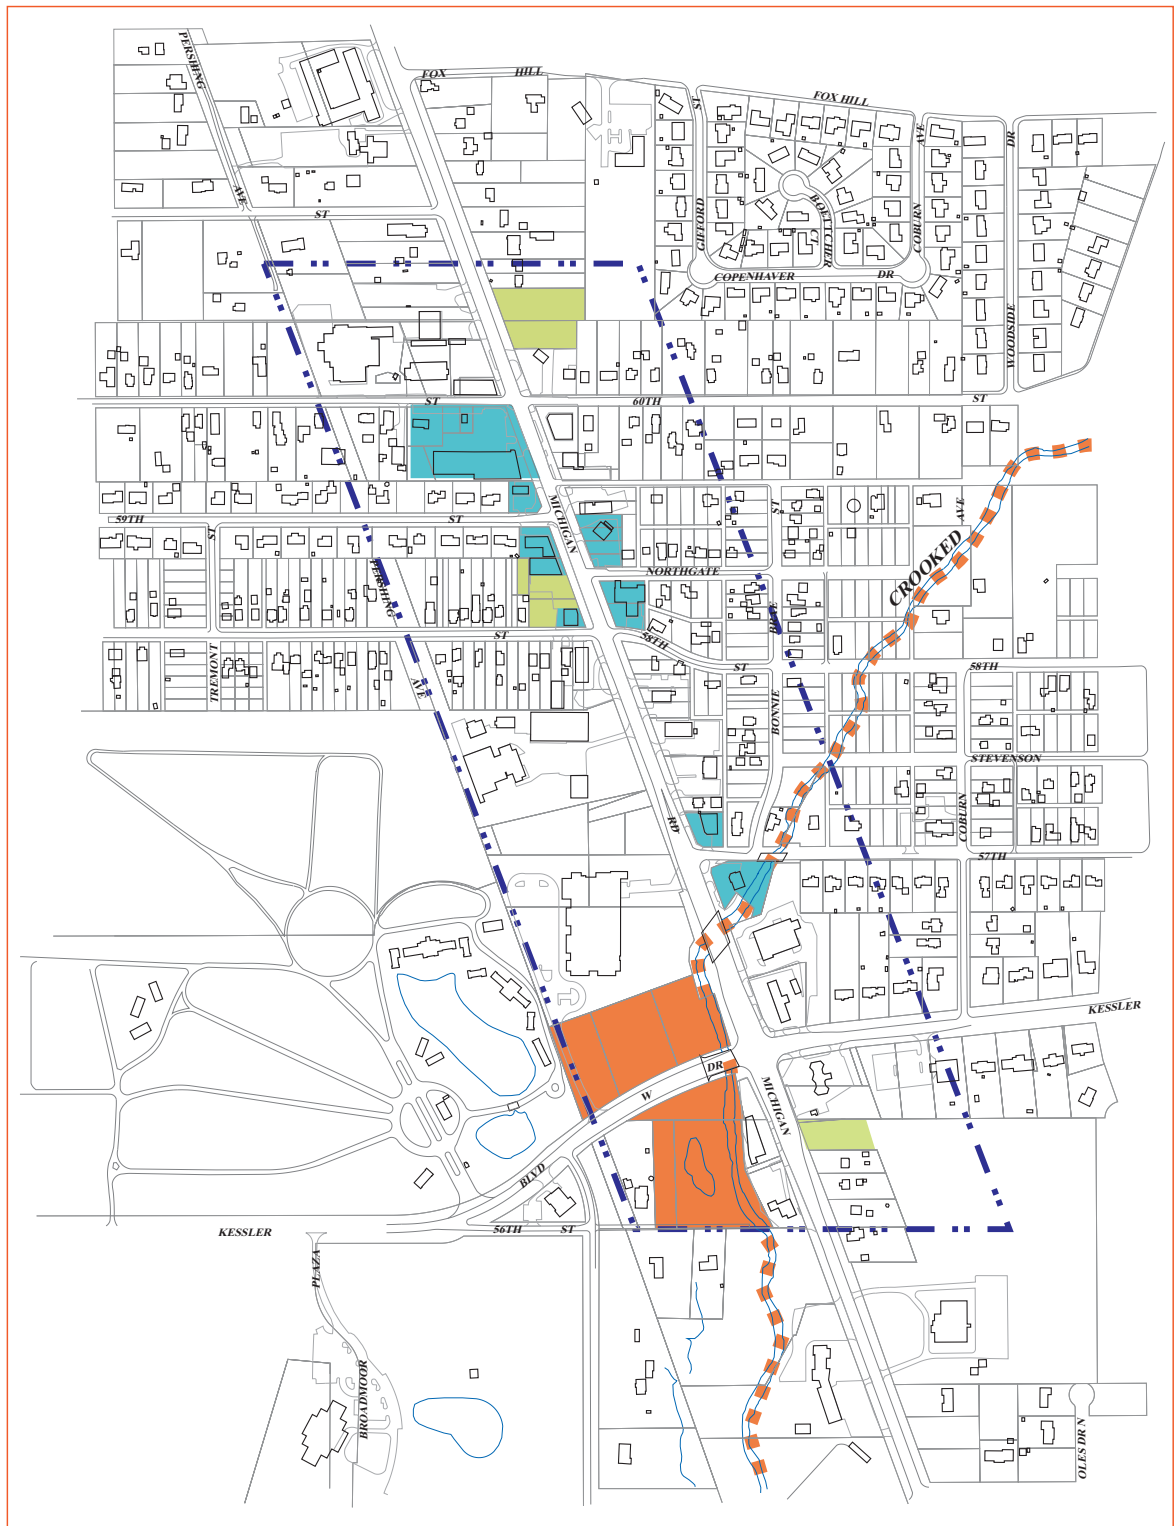 PERSHING
FOX HILL
FOX HILL
ST
AVE
DR
AVE
ST
GIFFORD
BOETTCHER
CT
COBURN
COPENHAVER DR
WOODSIDE
ST
60TH
ST
MICHIGAN
59TH
ST
ST
ST
AVE
CROOKED
NORTHGATE
PERSHING
BRIE
ST
58TH
ST
58TH
TREMONT
AVE
BONNIE
STEVENSON
RD
COBURN
57TH
KESSLER
DR
W
MICHIGAN
BLVD
KESSLER
56TH ST
PLAZA
BROADMOOR
OLES DR N